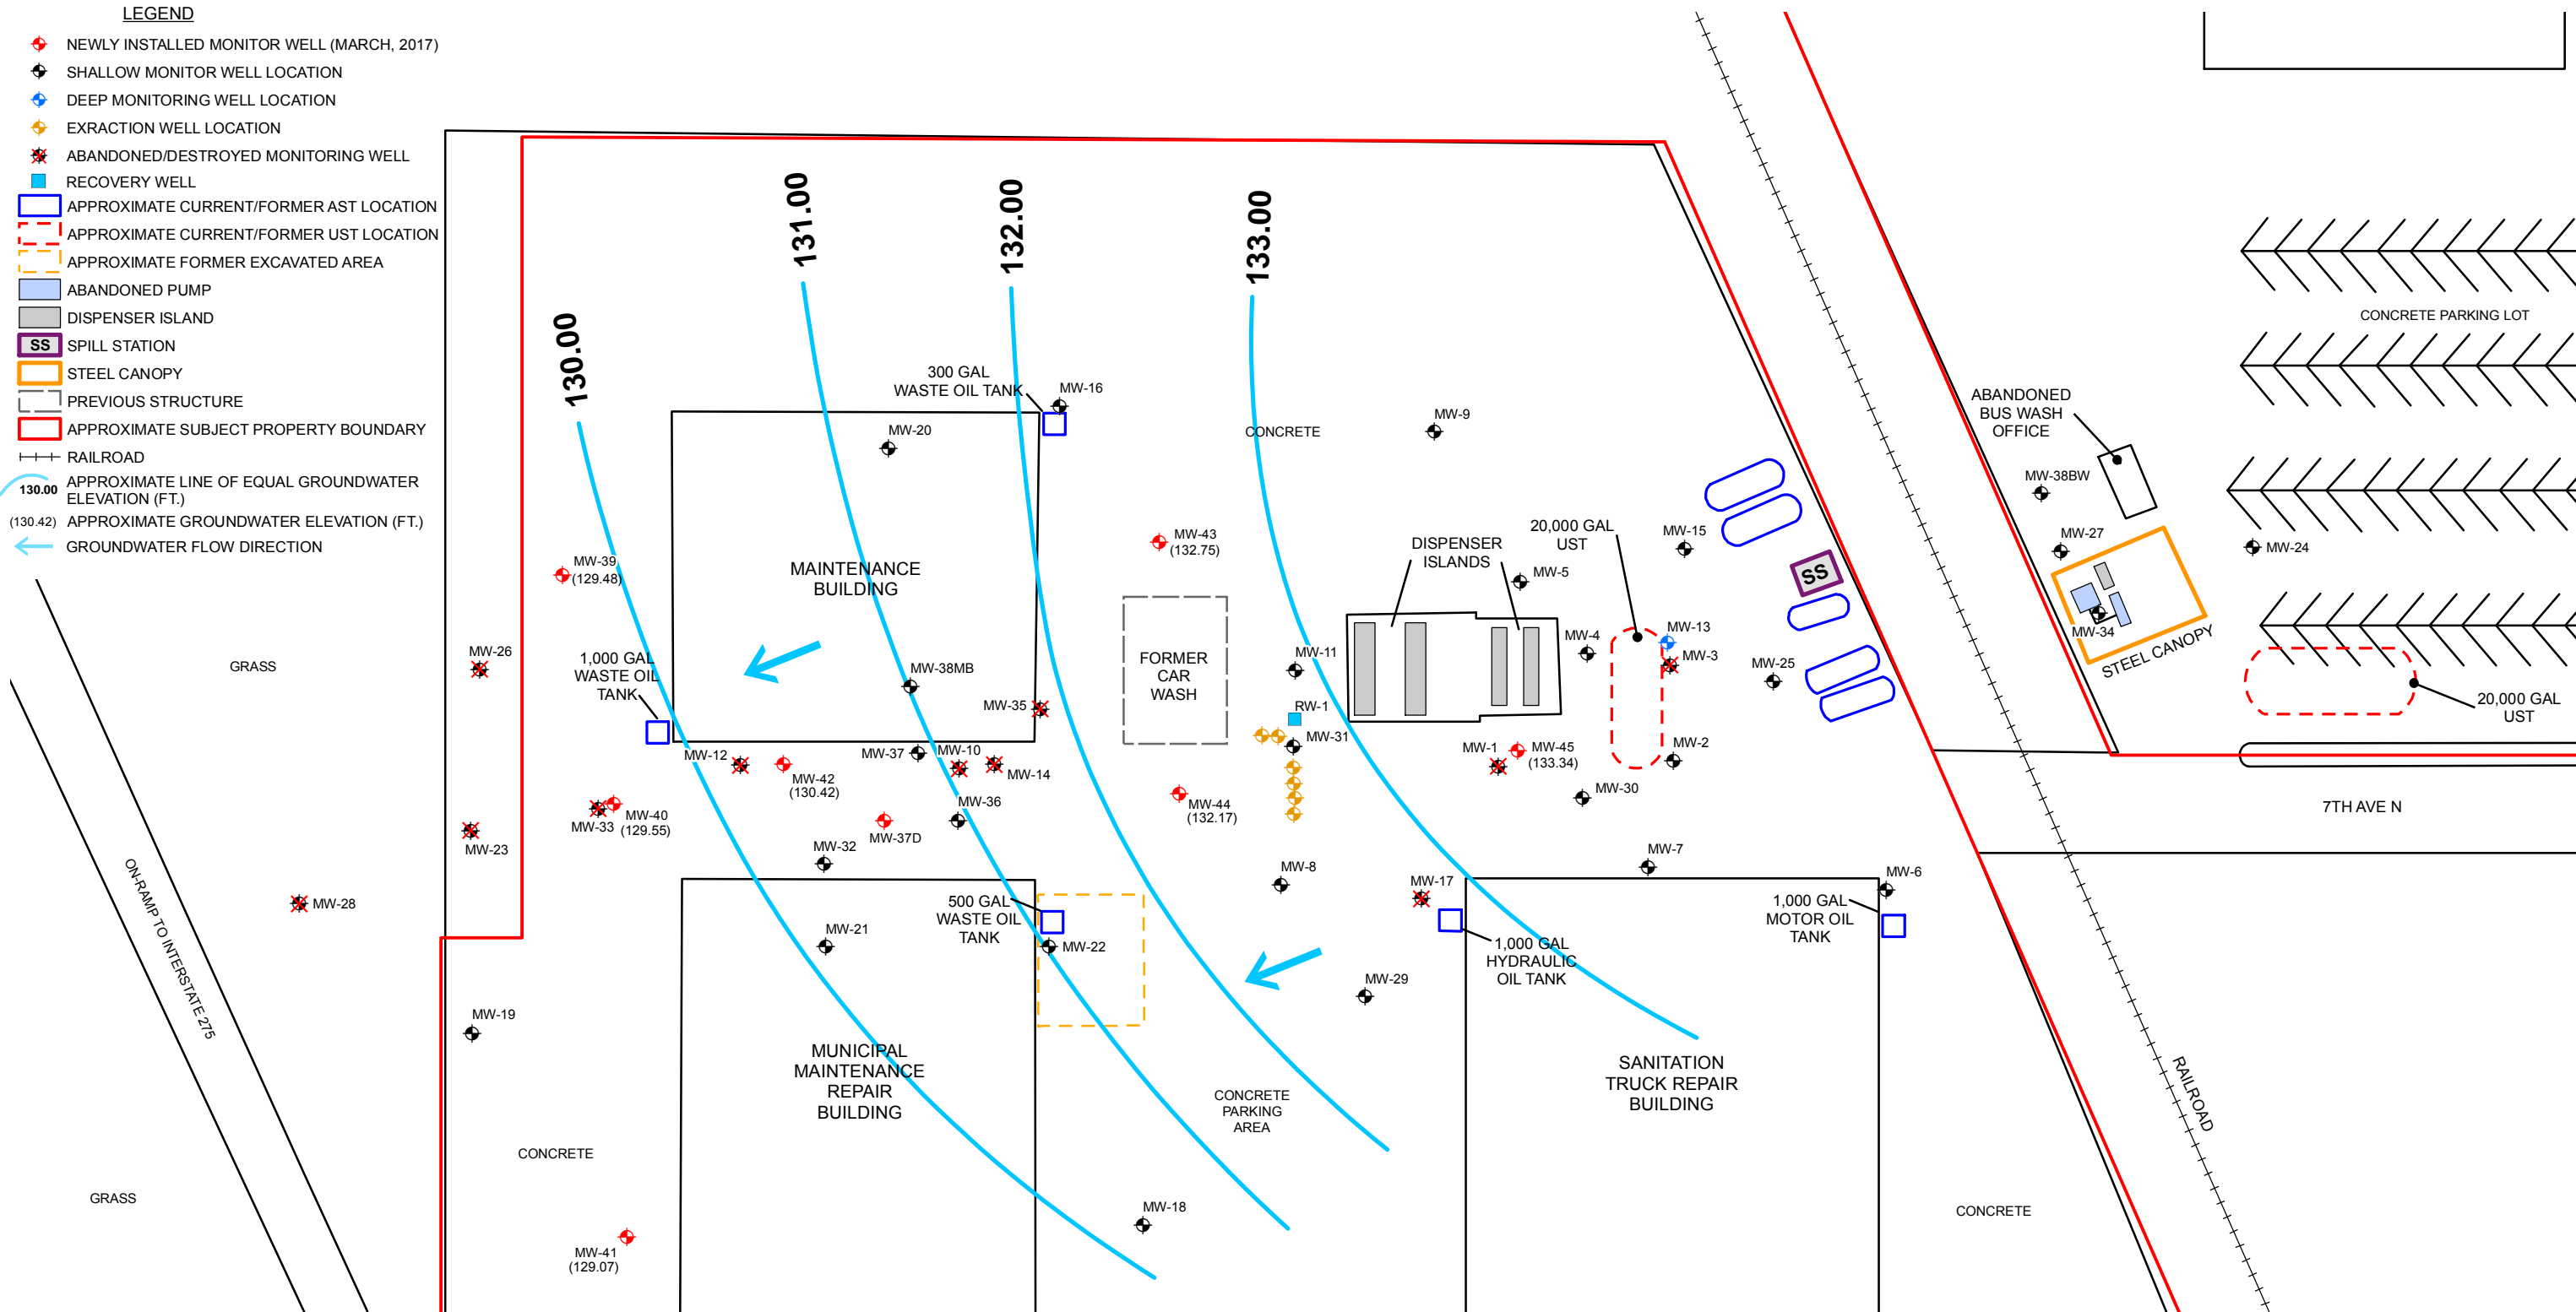 LEGEND
NEWLY INSTALLED MONITOR WELL (MARCH, 2017)
SHALLOW MONITOR WELL LOCATION
DEEP MONITORING WELL LOCATION
EXRACTION WELL LOCATION
ABANDONED/DESTROYED MONITORING WELL
RECOVERY WELL
APPROXIMATE CURRENT/FORMER AST LOCATION
APPROXIMATE CURRENT/FORMER UST LOCATION
APPROXIMATE FORMER EXCAVATED AREA
ABANDONED PUMP
DISPENSER ISLAND
SS SPILL STATION
STEEL CANOPY
PREVIOUS STRUCTURE
APPROXIMATE SUBJECT PROPERTY BOUNDARY
RAILROAD
130.00 APPROXIMATE LINE OF EQUAL GROUNDWATER
ELEVATION (FT.)
(130.42) APPROXIMATE GROUNDWATER ELEVATION (FT.)
GROUNDWATER FLOW DIRECTION
130.00
131.00
132.00
133.00
300 GAL
WASTE OIL TANK
MW-16
MW-20
CONCRETE
MW-9
MW-39
(129.48)
MAINTENANCE
BUILDING
MW-43
(132.75)
DISPENSER
ISLANDS
20,000 GAL
UST
MW-15
MW-5
SS
ABANDONED
BUS WASH
OFFICE
MW-38BW
MW-27
MW-24
CONCRETE PARKING LOT
MW-34
STEEL CANOPY
20,000 GAL
UST
MW-26
GRASS
1,000 GAL
WASTE OIL
TANK
MW-38MB
MW-35
FORMER
CAR
WASH
MW-11
RW-1
MW-31
MW-4
MW-13
MW-3
MW-25
MW-12
MW-42
(130.42)
MW-37
MW-10
MW-14
MW-1
MW-45
(133.34)
MW-2
MW-30
MW-33
MW-40
(129.55)
MW-37D
MW-36
MW-44
(132.17)
7TH AVE N
MW-23
MW-32
MW-8
MW-17
MW-7
MW-6
MW-28
ON-RAMP TO INTERSTATE 275
MW-21
500 GAL
WASTE OIL
TANK
MW-22
1,000 GAL
HYDRAULIC
OIL TANK
1,000 GAL
MOTOR OIL
TANK
MW-29
MW-19
MUNICIPAL
MAINTENANCE
REPAIR
BUILDING
CONCRETE
PARKING
AREA
SANITATION
TRUCK REPAIR
BUILDING
RAILROAD
CONCRETE
GRASS
MW-41
(129.07)
MW-18
CONCRETE